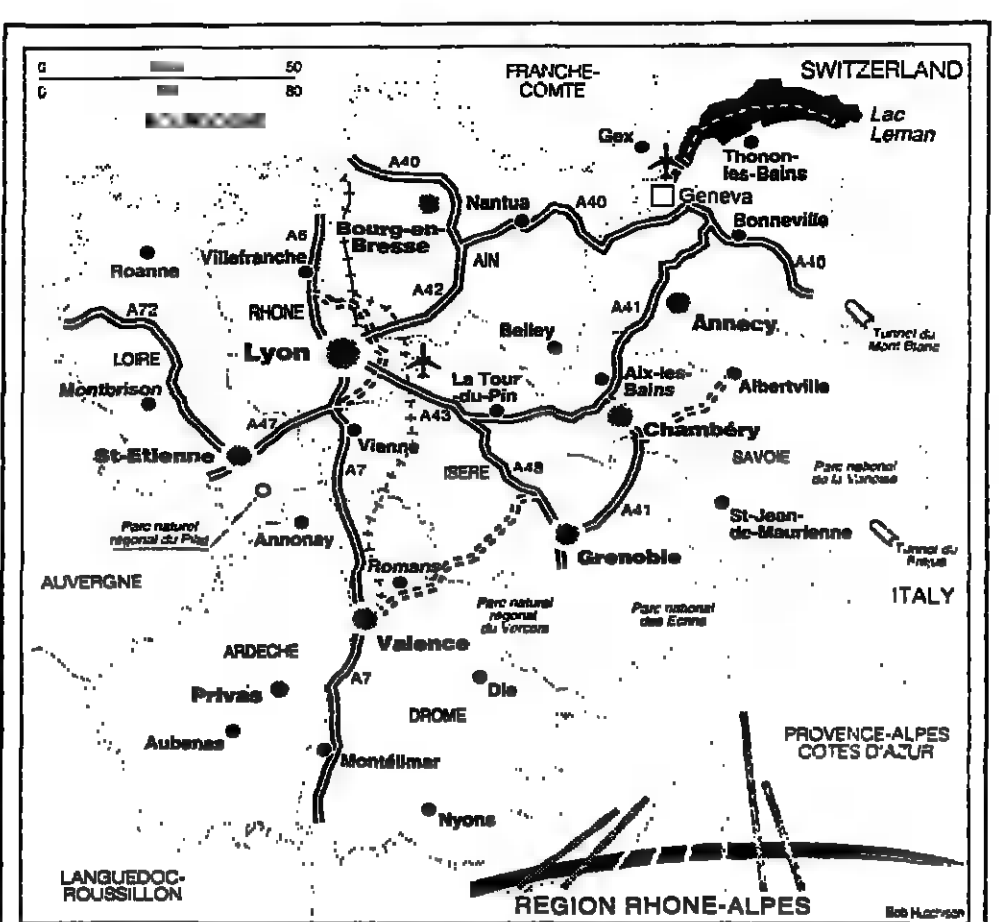 0 50
0 80
FRANCHE-
COMTE
SWITZERLAND
Lac
Leman
Gex
Thonon-
les-Bains
Geneva
A40
Nantua
A40
Bourg-en-
Bresse
Bonneville
A6
Villefranche
AIN
A40
Roanne
A42
RHONE
A72
A41
Annecy
Tunnel du
Mont Blanc
Belley
LOIRE
Lyon
Montbrison
La Tour
-du-Pin
Aix-les-
Bains
Albertville
A47
A43
Chambéry
St-Etienne
Vienne
SAVOIE
A7
ISERE
A48
Parc national
de la Vanoise
A41
St-Jean-
de-Maurienne
Parc naturel
régional du Pilat
Annonay
Grenoble
Tunnel du
Romans
AUVERGNE
ITALY
Parc naturel
régional
du Vercors
Parc national
des Ecrins
Valence
ARDECHE
A7
Privas
Die
DROME
Aubenas
PROVENCE-ALPES
COTES D'AZUR
Montélimar
Nyons
LANGUEDOC-
ROUSSILLON
REGION RHONE-ALPES
Bob Hutchison